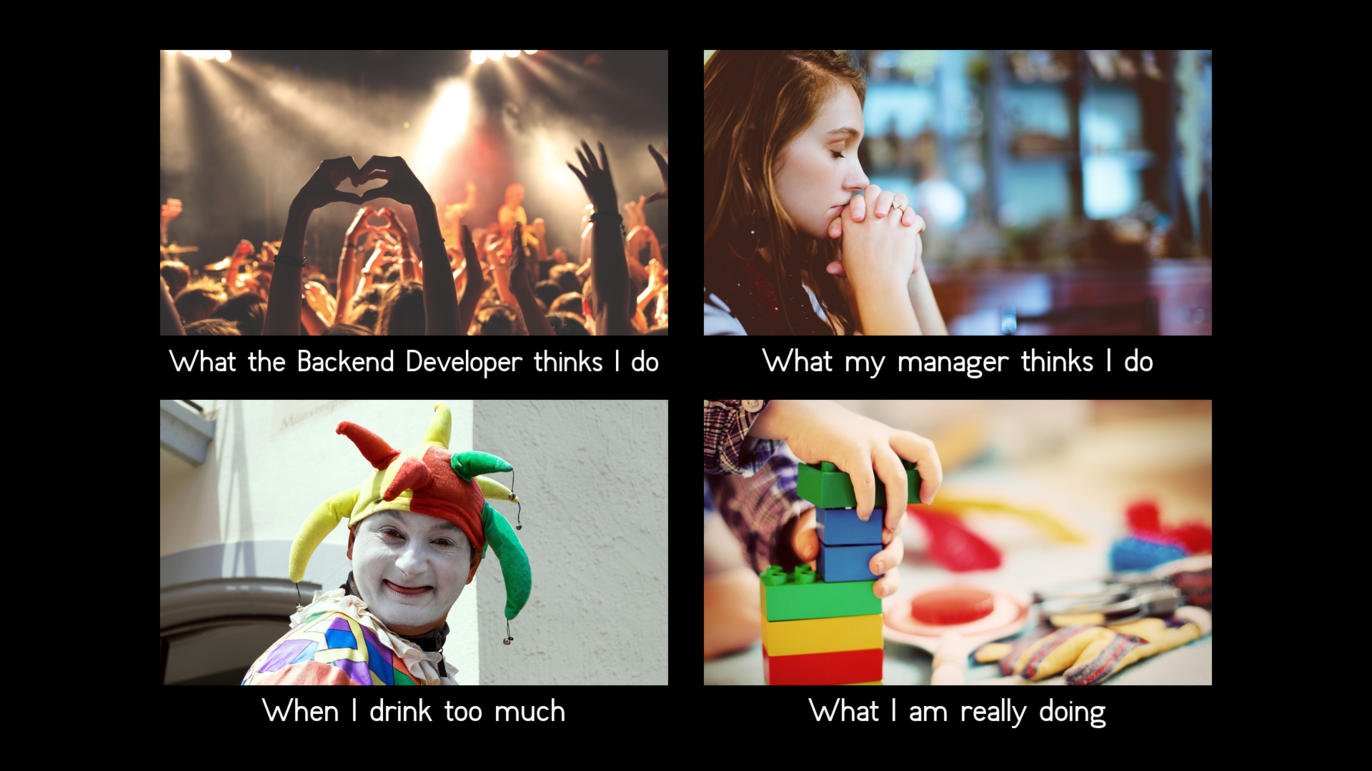 What the Backend Developer thinks I do
What my manager thinks I do
When I drink too much
What I am really doing